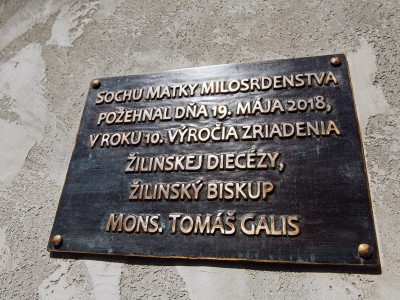 SOCHU MATKY MILOSRDENSTVA
POŽEHNAL DŇA 19. MÁJA 2018,
V ROKU 10. VÝROČIA ZRIADENIA
ŽILINSKEJ DIECÉZY,
ŽILINSKÝ BISKUP
MONS. TOMÁŠ GALIS